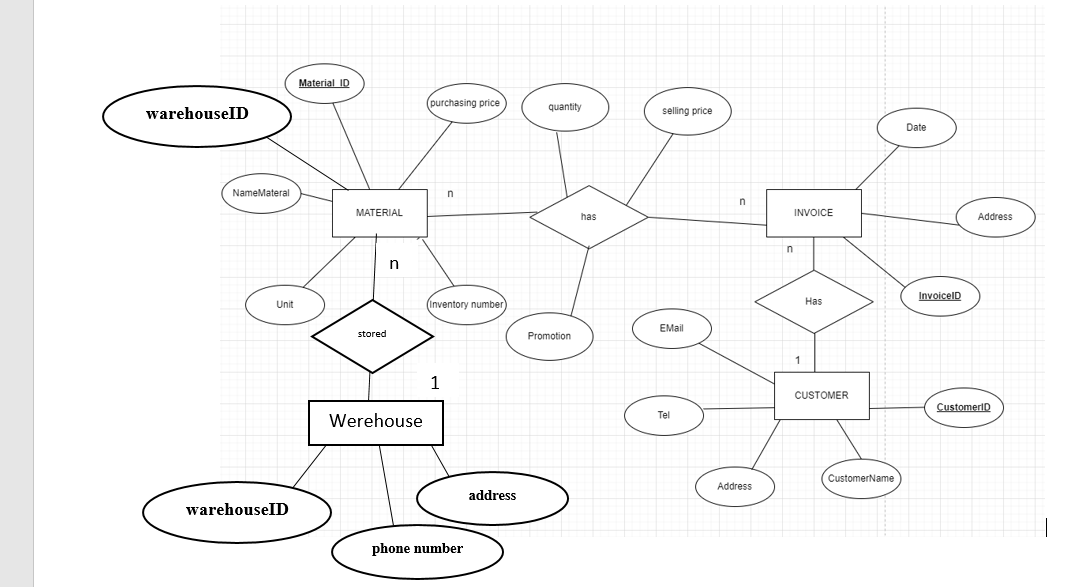 Material_ID
warehouseID
purchasing price
quantity
selling price
Date
NameMateral
n
n
MATERIAL
has
INVOICE
Address
n
n
Unit
Inventory number
Has
InvoiceID
stored
Promotion
EMail
1
1
CUSTOMER
CustomerID
Werehouse
Tel
CustomerName
Address
address
warehouseID
phone number